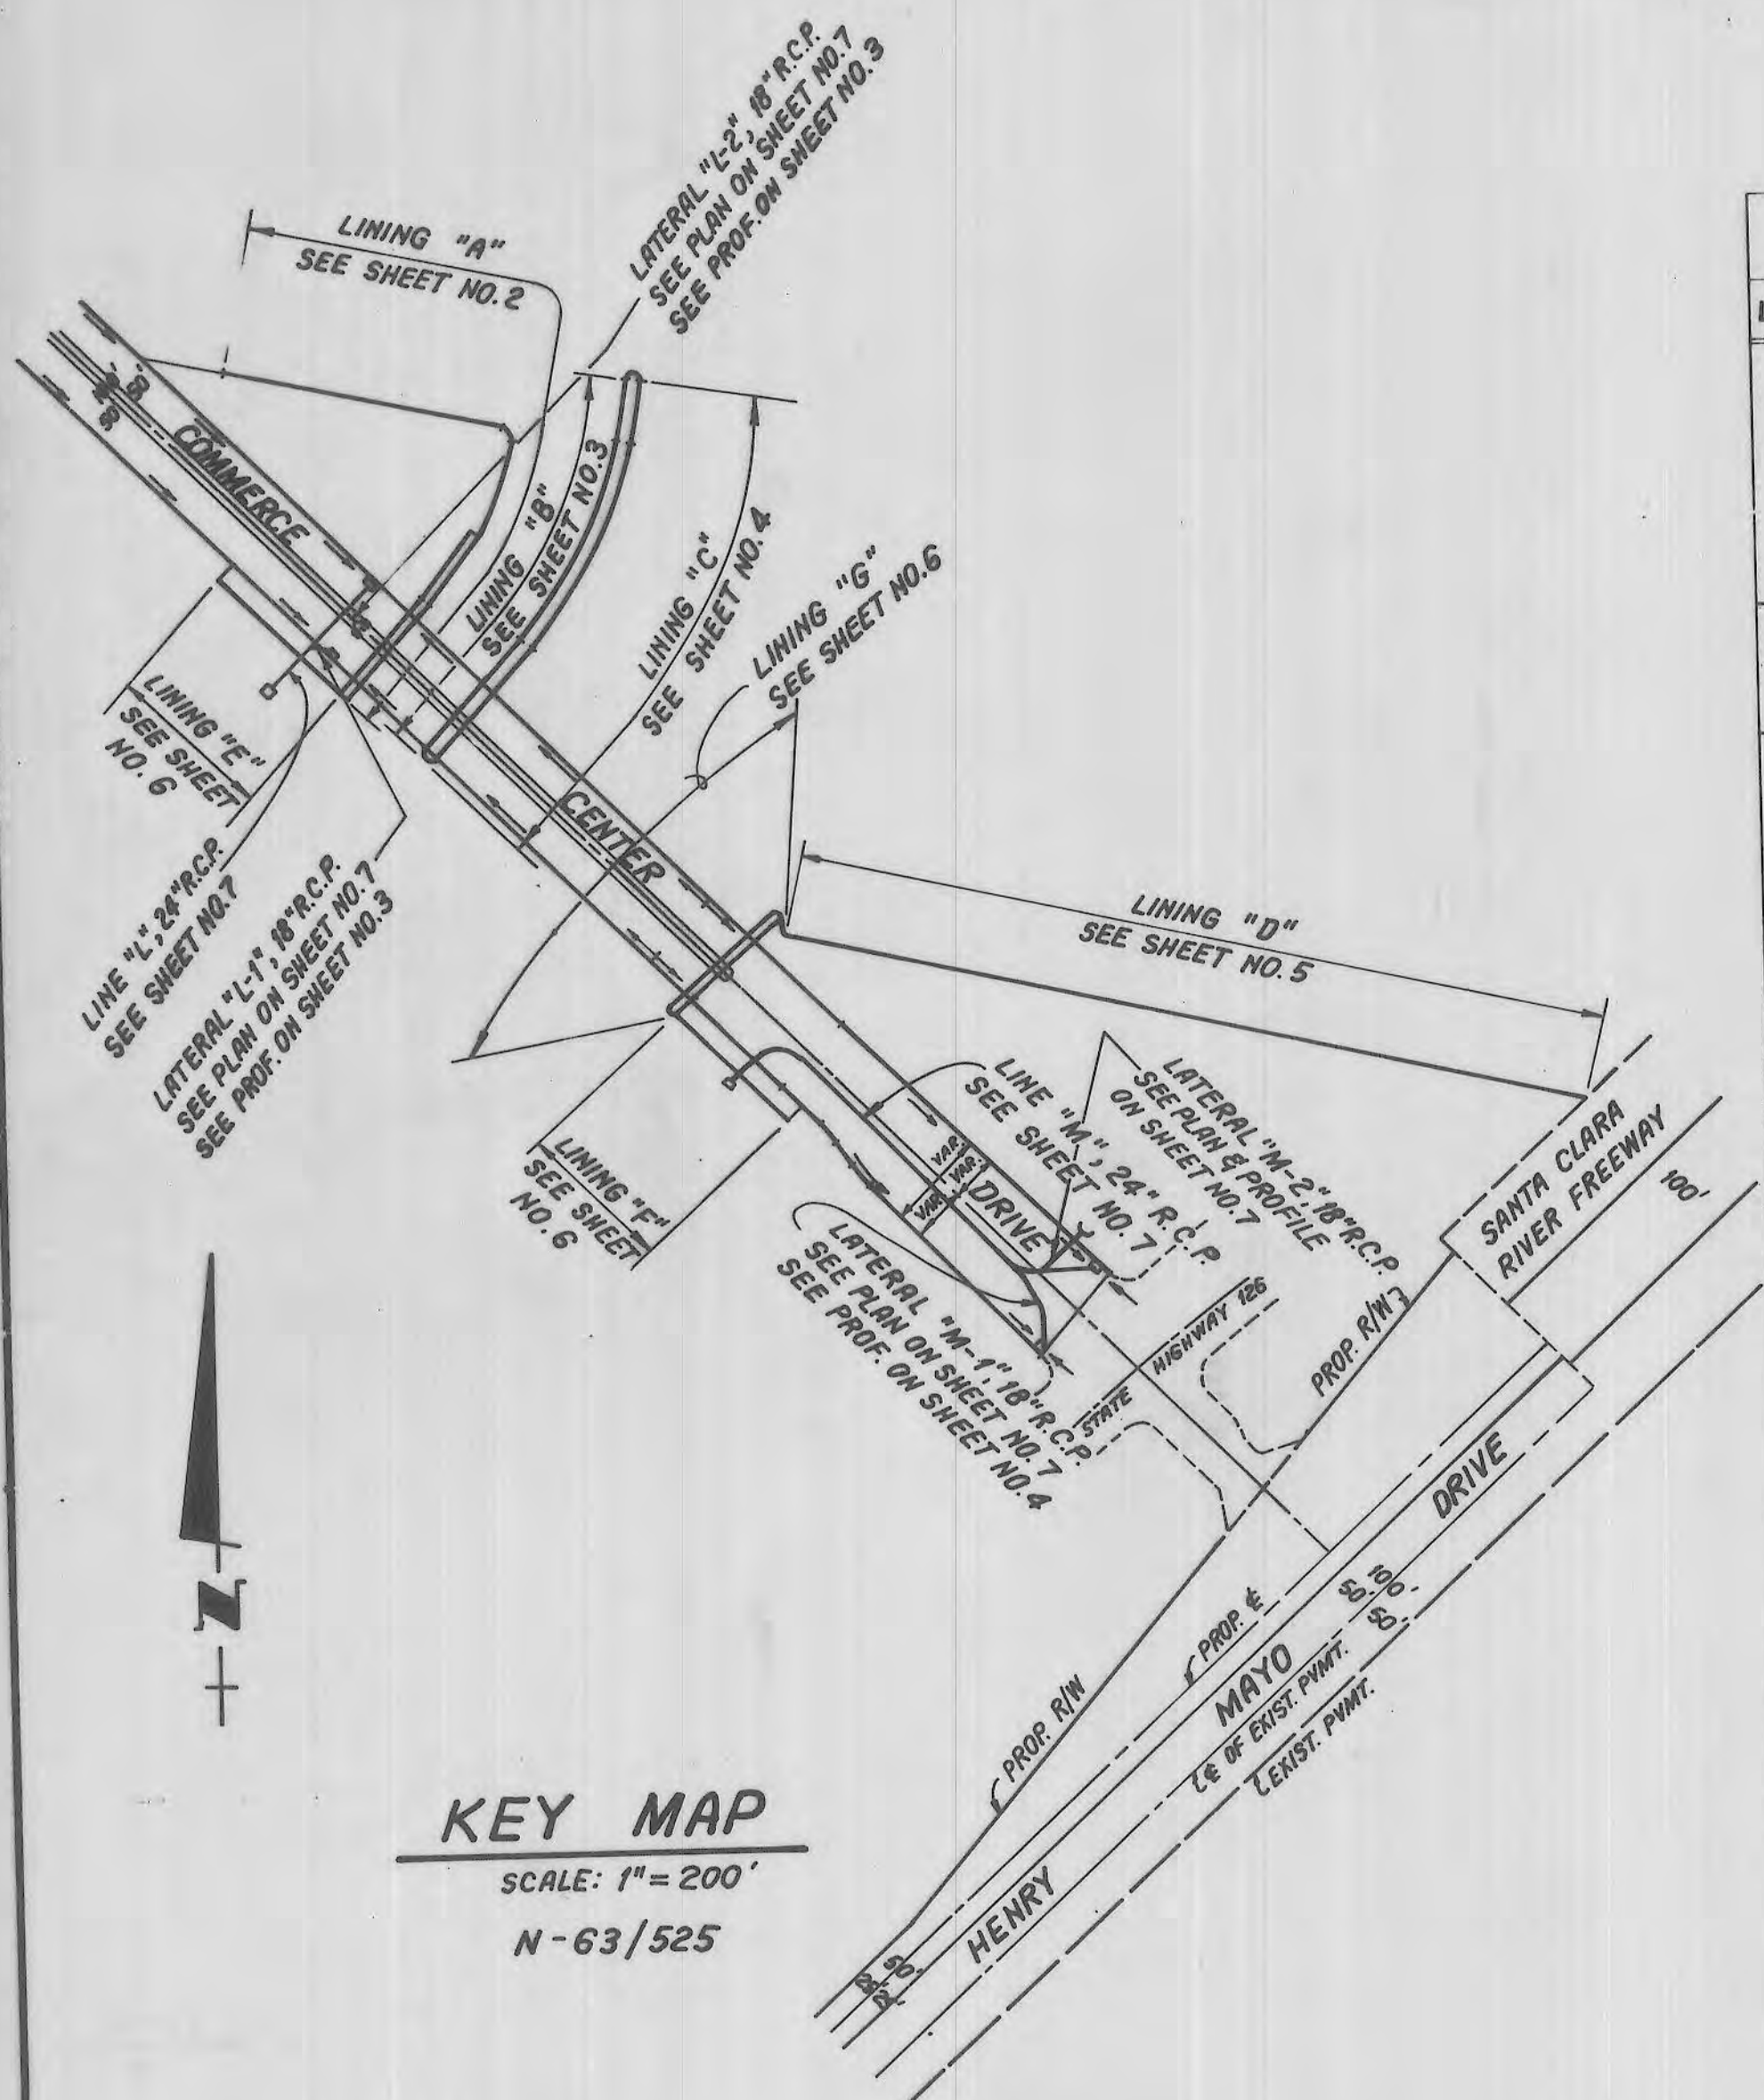 LATERAL "L-2", 18" R.C.P.
SEE PLAN ON SHEET NO.7
SEE PROF. ON SHEET NO.3
LINING "A"
SEE SHEET NO.2
LINING "B"
SEE SHEET NO.3
LINING "C"
SEE SHEET NO.4
LINING "G"
SEE SHEET NO.6
COMMERCE
CENTER
DRIVE
LINING "E"
SEE SHEET
NO. 6
LINE "L", 24" R.C.P.
SEE SHEET NO.7
LATERAL "L-1", 18" R.C.P.
SEE PLAN ON SHEET NO.7
SEE PROF. ON SHEET NO.3
LINING "D"
SEE SHEET NO.5
LINING "F"
SEE SHEET
NO.6
LINE "M", 24" R.C.P.
SEE SHEET NO. 7
LATERAL "M-2", 18" R.C.P.
SEE PLAN & PROFILE
ON SHEET NO.7
VAR.
VAR.
VAR.
LATERAL "M-1", 18" R.C.P.
SEE PLAN ON SHEET NO.7
SEE PROF. ON SHEET NO.4
STATE HIGHWAY 126
SANTA CLARA
RIVER FREEWAY
100'
PROP. R/W
PROP. R/W
PROP. ℄
HENRY MAYO DRIVE
50'
100'
50'
℄ OF EXIST. PVMT.
EXIST. PVMT.
50'
N
KEY MAP
SCALE: 1" = 200'
N-63/525